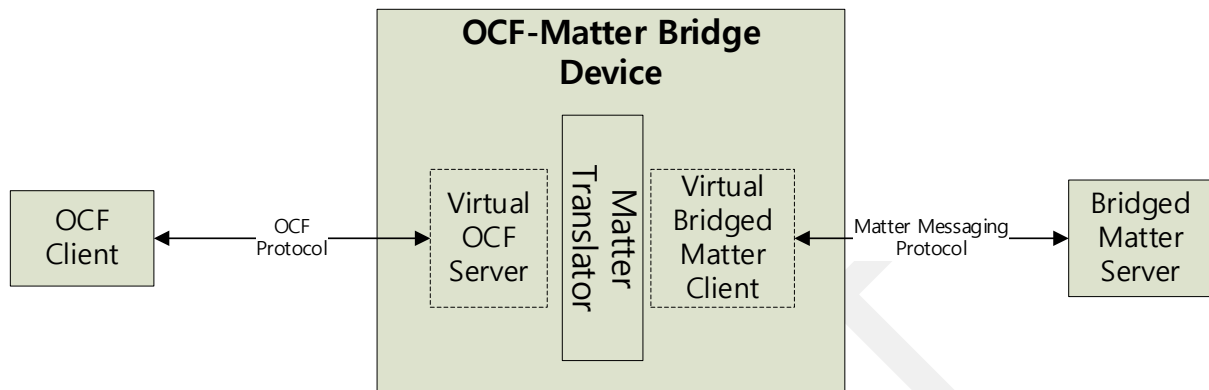 OCF-Matter Bridge
Device
OCF
Client
OCF
Protocol
Virtual
OCF
Server
Matter
Translator
Virtual
Bridged
Matter
Client
Matter Messaging
Protocol
Bridged
Matter
Server